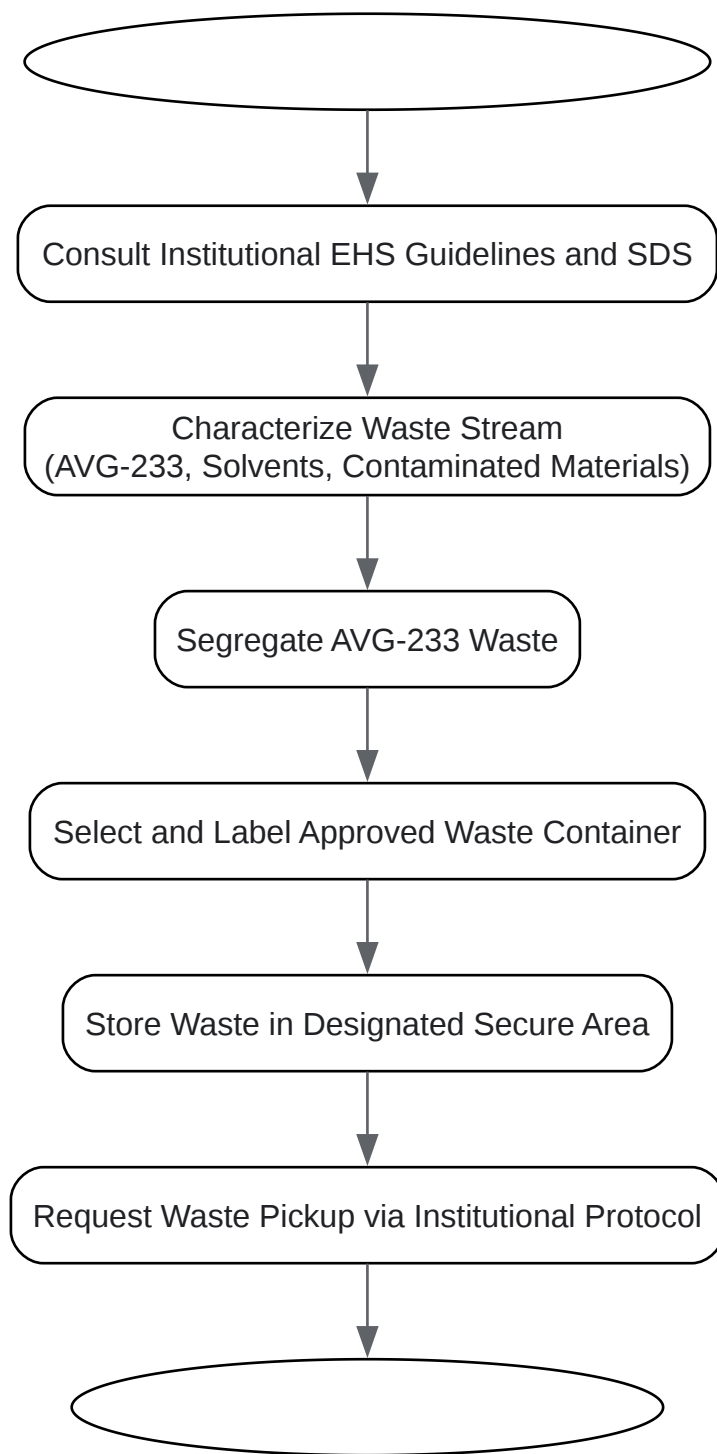 Consult Institutional EHS Guidelines and SDS
Characterize Waste Stream
(AVG-233, Solvents, Contaminated Materials)
Segregate AVG-233 Waste
Select and Label Approved Waste Container
Store Waste in Designated Secure Area
Request Waste Pickup via Institutional Protocol